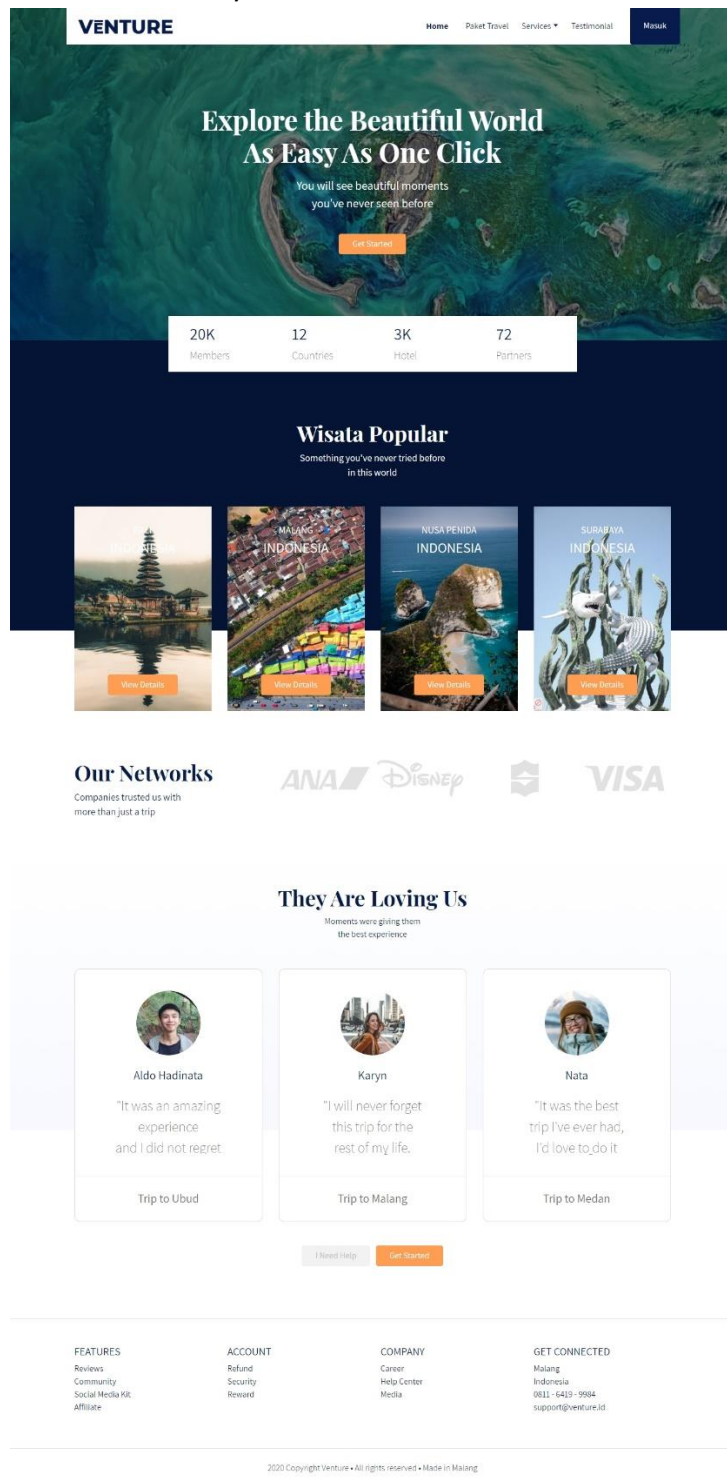 VENTURE
Home Paket Travel Services Testimonial Masuk
Explore the Beautiful World
As Easy As One Click
You will see beautiful moments
you've never seen before
Get Started
20K 12 3K 72
Members Countries Hotel Partners
Wisata Popular
Something you've never tried before
in this world
MALANG NUSA PENIDA SURABAYA
INDONESIA INDONESIA INDONESIA INDONESIA
View Details View Details View Details View Details
Our Networks
Companies trusted us with
more than just a trip
ANA Disney VISA
They Are Loving Us
Moments were giving them
the best experience
Aldo Hadinata Karyn Nata
"It was an amazing "I will never forget "It was the best
experience this trip for the trip I've ever had,
and I did not regret rest of my life. I'd love to do it
Trip to Ubud Trip to Malang Trip to Medan
I Need Help Get Started
FEATURES ACCOUNT COMPANY GET CONNECTED
Reviews Refund Career Malang
Community Security Help Center Indonesia
Social Media Kit Reward Media 0811 - 6419 - 9984
Affiliate support@venture.id
2020 Copyright Venture • All rights reserved • Made in Malang